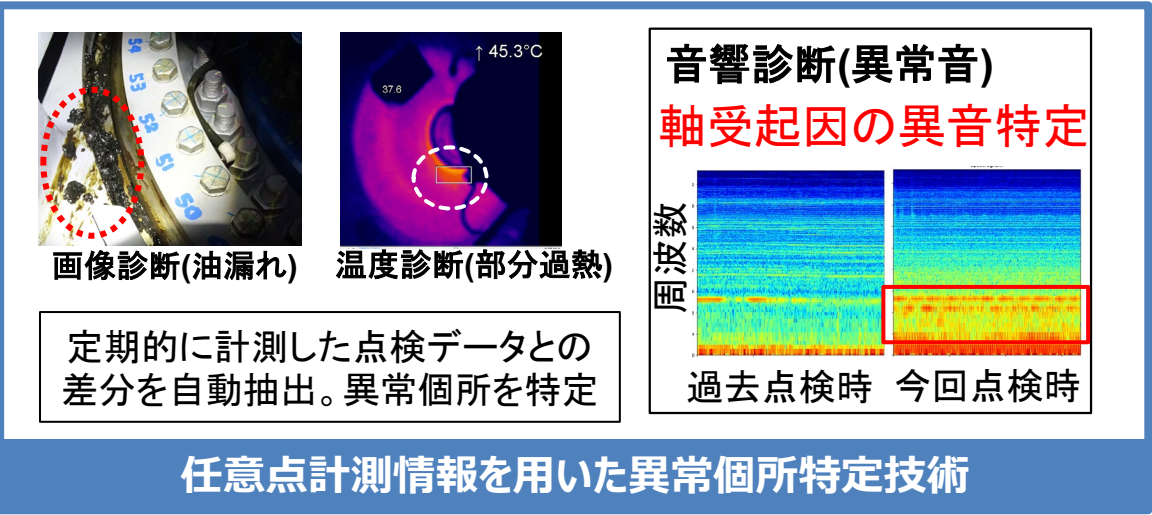 54
53
52
51
50
画像診断(油漏れ)
↑ 45.3°C
37.6
温度診断(部分過熱)
定期的に計測した点検データとの
差分を自動抽出。異常個所を特定
音響診断(異常音)
軸受起因の異音特定
周波数
過去点検時
今回点検時
任意点計測情報を用いた異常個所特定技術